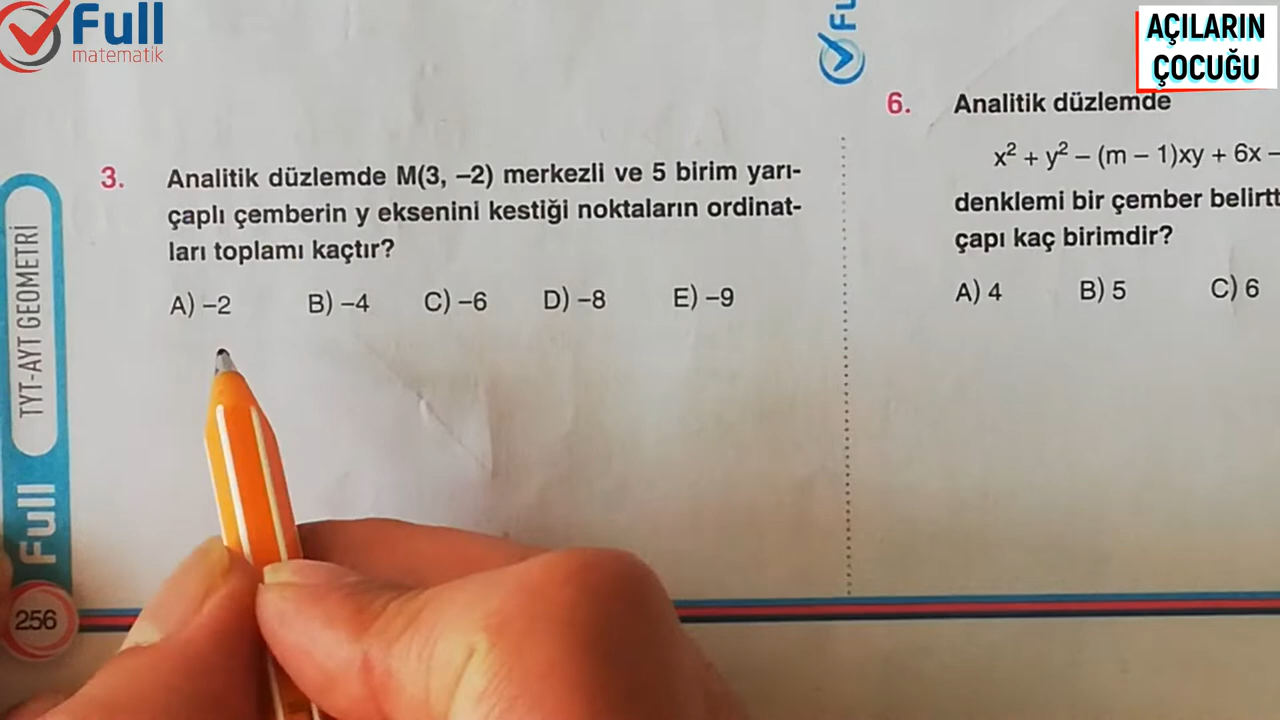 Full
matematik
Fu
AÇILARIN
ÇOCUĞU
TYT-AYT GEOMETRİ
Full
256
3. Analitik düzlemde M(3, –2) merkezli ve 5 birim yarı-
çaplı çemberin y eksenini kestiği noktaların ordinat-
ları toplamı kaçtır?
A) –2 B) –4 C) –6 D) –8 E) –9
6. Analitik düzlemde
x² + y² – (m – 1)xy + 6x –
denklemi bir çember belirtt
çapı kaç birimdir?
A) 4 B) 5 C) 6